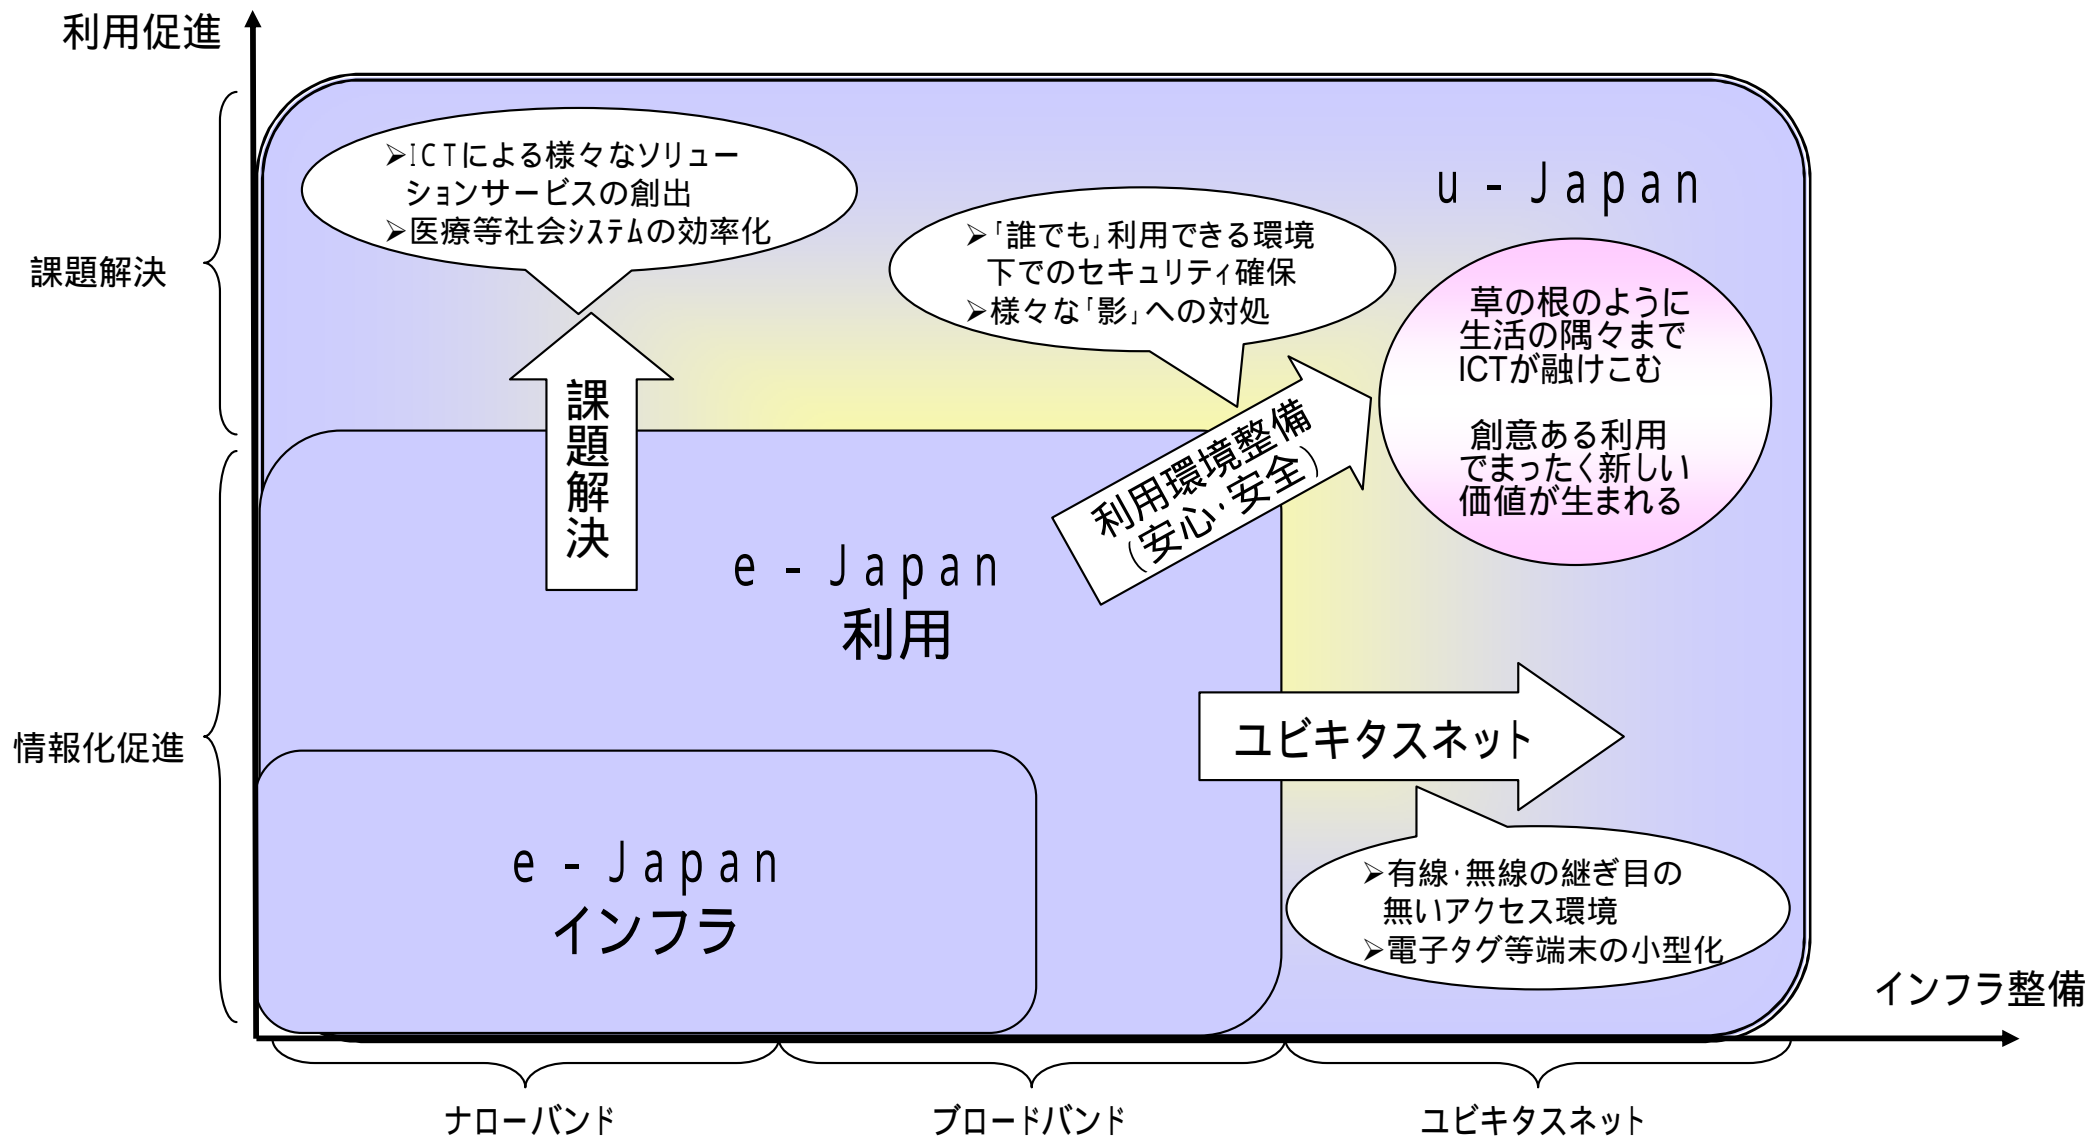 利用促進
➢ICTによる様々なソリュー
ションサービスの創出
➢医療等社会システムの効率化
u-Japan
➢「誰でも」利用できる環境
下でのセキュリティ確保
➢様々な「影」への対処
課題解決
草の根のように
生活の隅々まで
ICTが融けこむ
創意ある利用
でまったく新しい
価値が生まれる
課題解決
利用環境整備
(安心・安全)
e-Japan
利用
ユビキタスネット
情報化促進
e-Japan
インフラ
➢有線・無線の継ぎ目の
無いアクセス環境
➢電子タグ等端末の小型化
インフラ整備
ナローバンド
ブロードバンド
ユビキタスネット